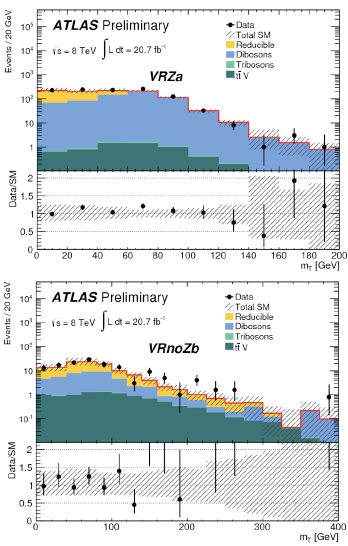 ATLAS Preliminary
√s = 8 TeV ∫L dt = 20.7 fb⁻¹
VRZa
Data
Total SM
Reducible
Dibosons
Tribosons
tt̄ V
Events / 20 GeV
10⁵
10⁴
10³
10²
10
1
Data/SM
2
1.5
1
0.5
0
0 20 40 60 80 100 120 140 160 180 200
m_T [GeV]
ATLAS Preliminary
√s = 8 TeV ∫L dt = 20.7 fb⁻¹
VRnoZb
Data
Total SM
Reducible
Dibosons
Tribosons
tt̄ V
Events / 20 GeV
10⁴
10³
10²
10
1
10⁻¹
Data/SM
2
1.5
1
0.5
0
0 100 200 300 400
m_T [GeV]